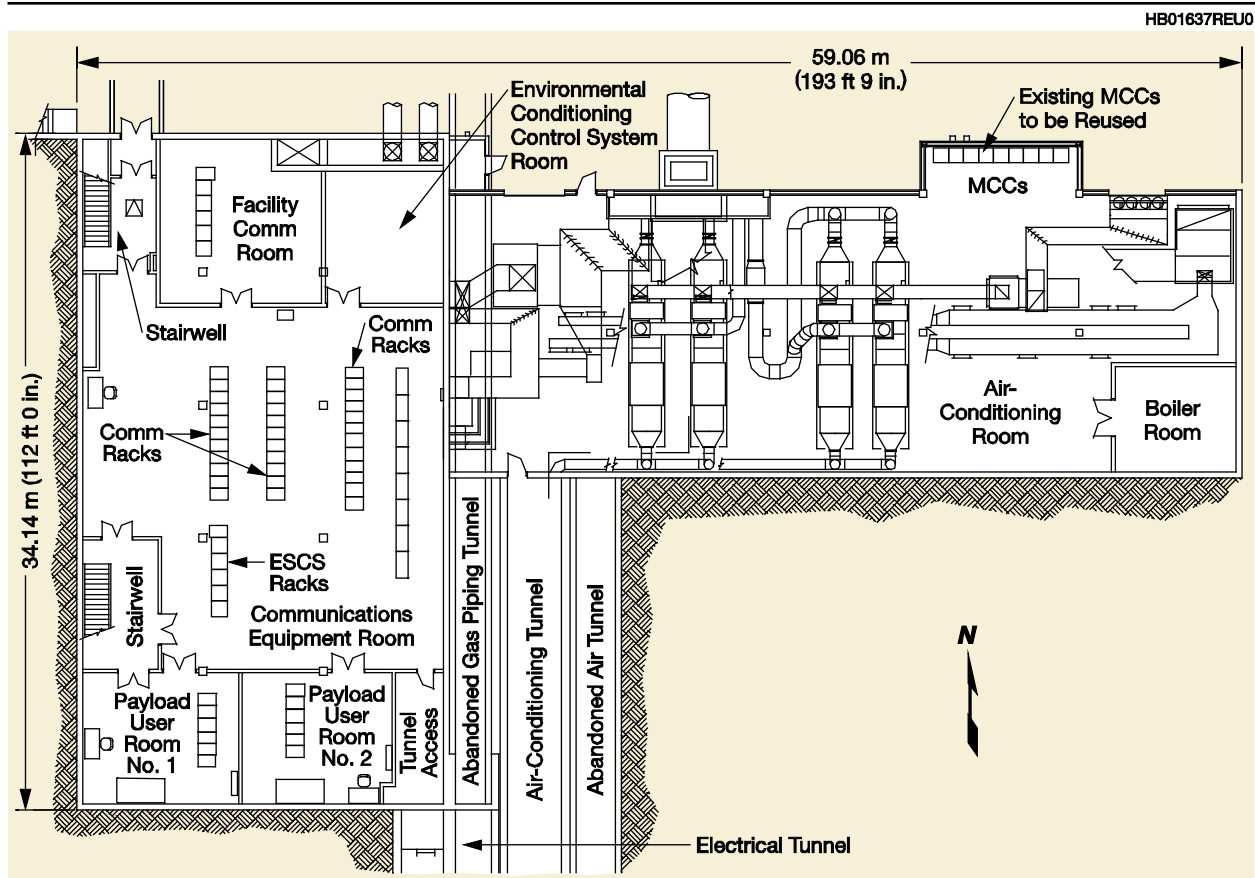 HB01637REU0
59.06 m
(193 ft 9 in.)
Environmental
Conditioning
Control System
Room
Existing MCCs
to be Reused
MCCs
Facility
Comm
Room
Stairwell
Comm
Racks
34.14 m (112 ft 0 in.)
Comm
Racks
Air-
Conditioning
Room
Boiler
Room
ESCS
Racks
Stairwell
Communications
Equipment Room
Abandoned Gas Piping Tunnel
Air-Conditioning Tunnel
Abandoned Air Tunnel
N
Payload
User
Room
No. 1
Payload
User
Room
No. 2
Tunnel
Access
Electrical Tunnel